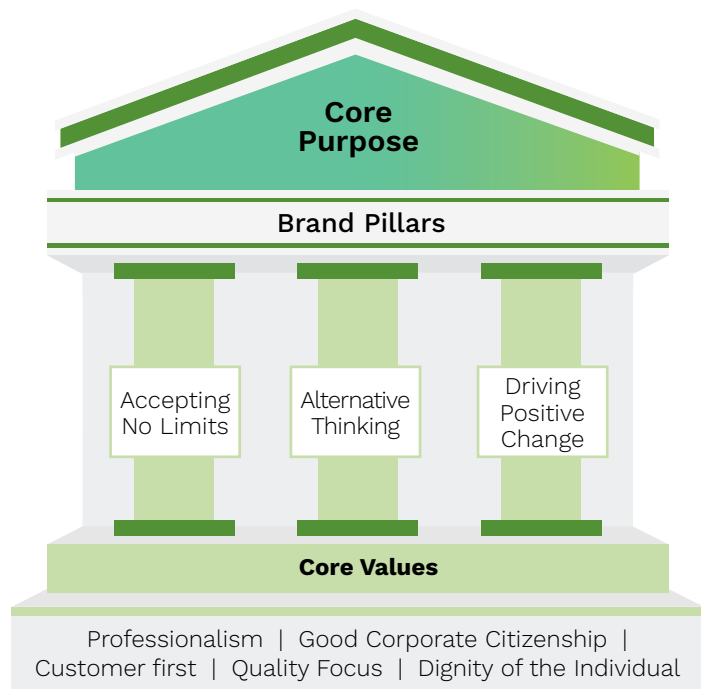 Core
Purpose
Brand Pillars
Accepting
No Limits
Alternative
Thinking
Driving
Positive
Change
Core Values
Professionalism | Good Corporate Citizenship |
Customer first | Quality Focus | Dignity of the Individual